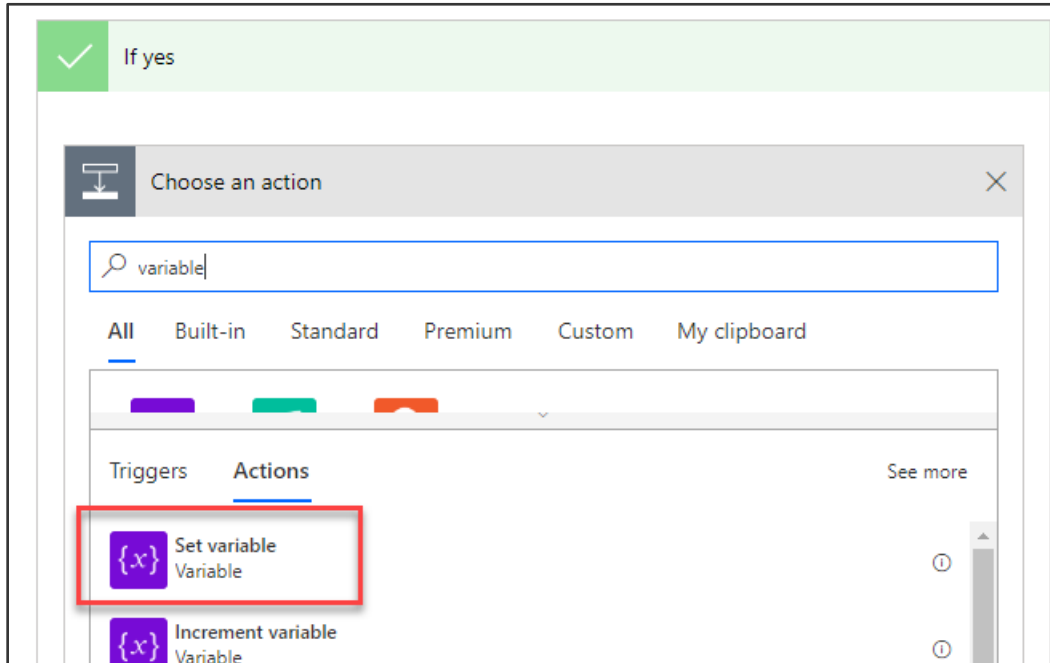 If yes
Choose an action
variable
All Built-in Standard Premium Custom My clipboard
Triggers Actions See more
{x} Set variable
Variable
{x} Increment variable
Variable